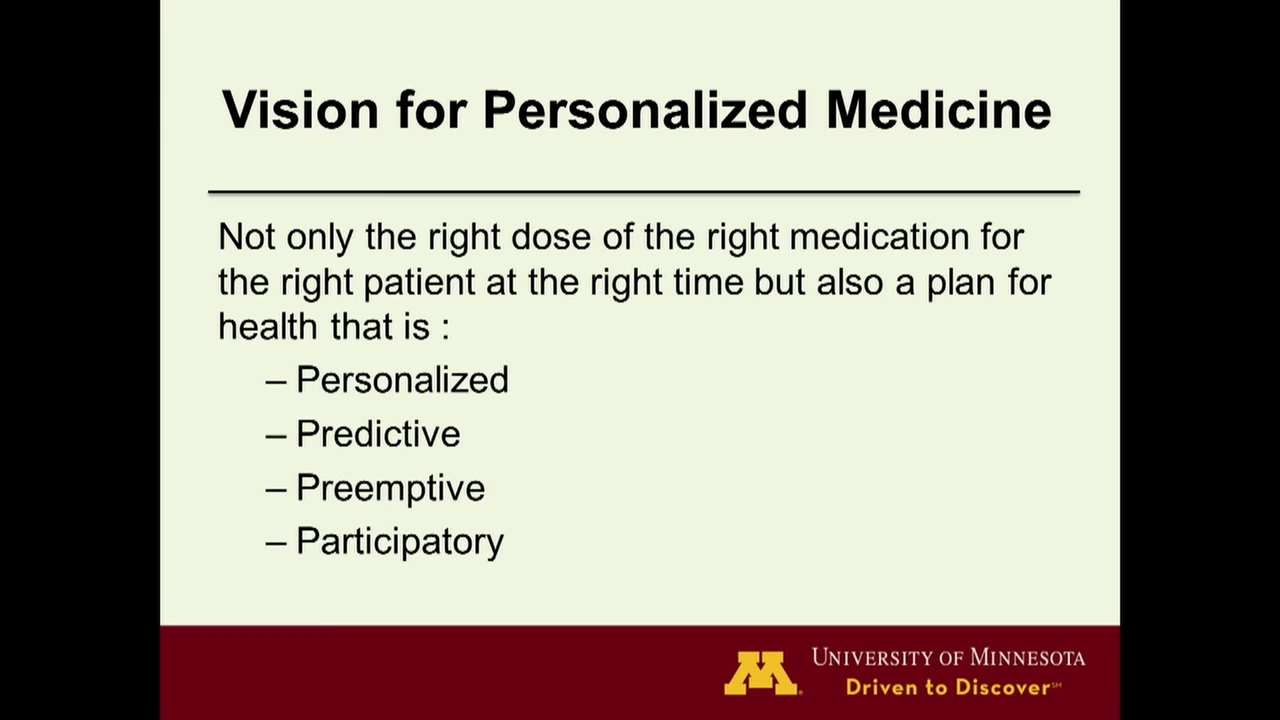 Vision for Personalized Medicine
Not only the right dose of the right medication for
the right patient at the right time but also a plan for
health that is :
– Personalized
– Predictive
– Preemptive
– Participatory
M
UNIVERSITY OF MINNESOTA
Driven to Discover℠